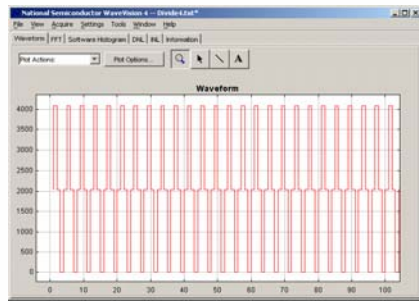 National Semiconductor WaveVision 4 -- Divide4.txt*
File View Acquire Settings Tools Window Help
Waveform FFT Software Histogram DNL INL Information
Plot Actions: Plot Options... A
Waveform
4000
3500
3000
2500
2000
1500
1000
500
0
0 10 20 30 40 50 60 70 80 90 100